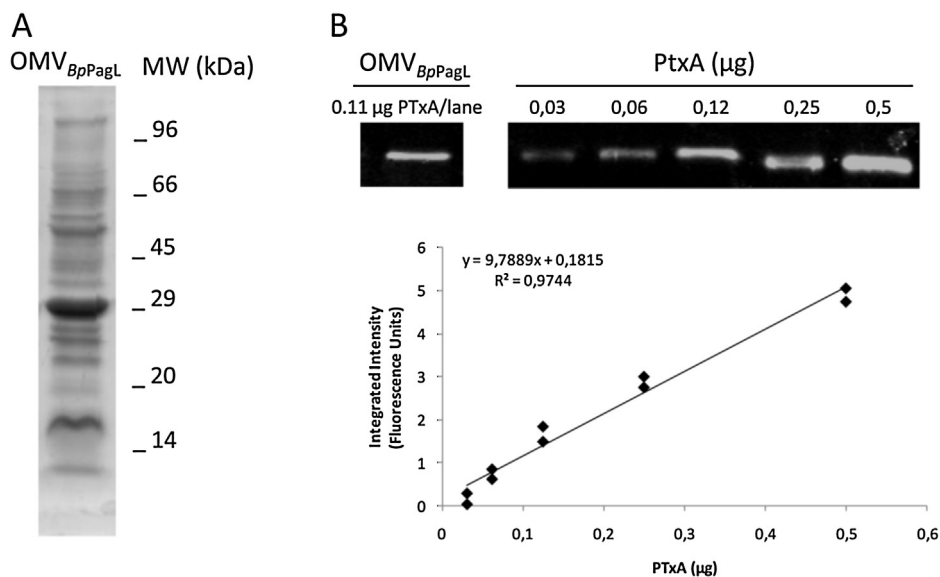 A
OMVBpPagL MW (kDa)
96
66
45
29
20
14
B
OMVBpPagL PtxA (µg)
0.11 µg PTxA/lane 0,03 0,06 0,12 0,25 0,5
y = 9,7889x + 0,1815
R² = 0,9744
6
5
4
3
2
1
0
Integrated Intensity
(Fluorescence Units)
0 0,1 0,2 0,3 0,4 0,5 0,6
PTxA (µg)